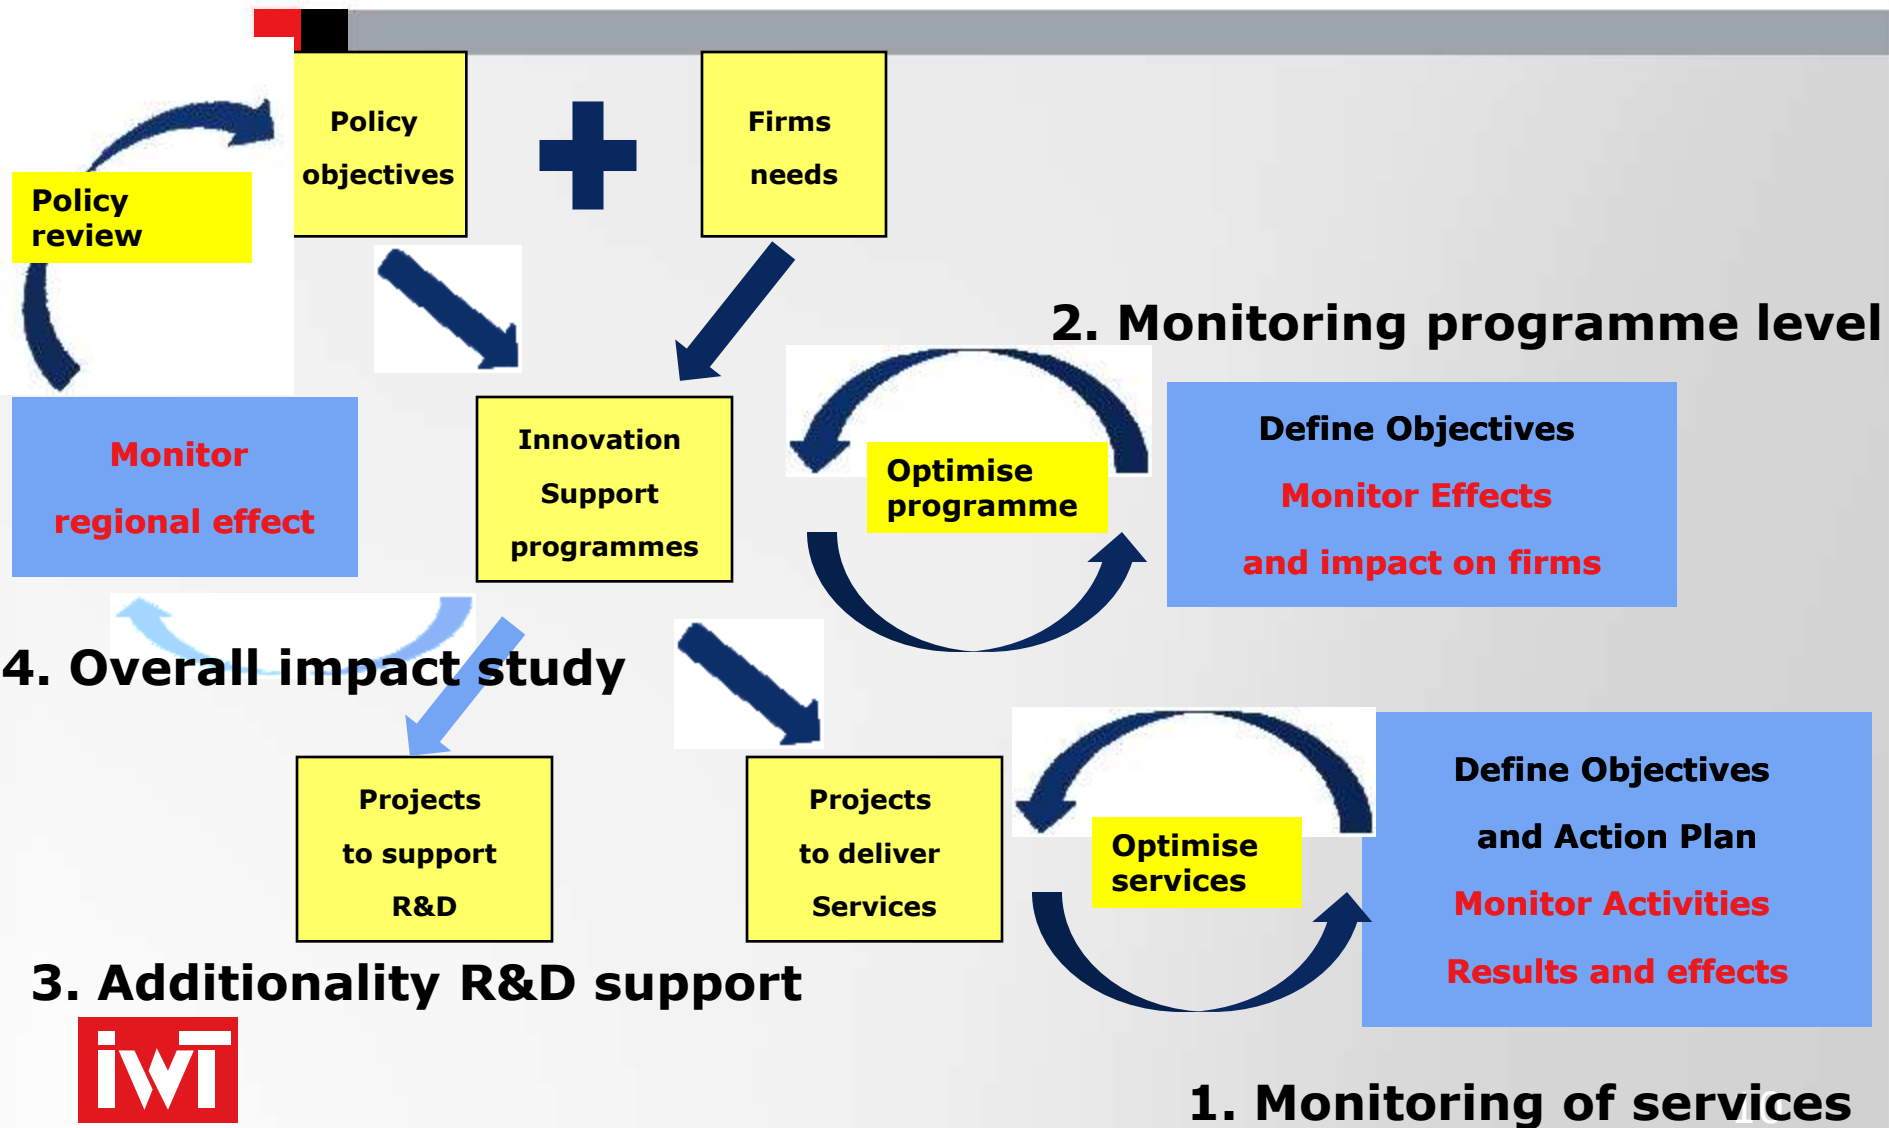 Policy
objectives
Firms
needs
Policy
review
2. Monitoring programme level
Monitor
regional effect
Innovation
Support
programmes
Optimise
programme
Define Objectives
Monitor Effects
and impact on firms
4. Overall impact study
Projects
to support
R&D
Projects
to deliver
Services
Optimise
services
Define Objectives
and Action Plan
Monitor Activities
Results and effects
3. Additionality R&D support
iwT
1. Monitoring of services